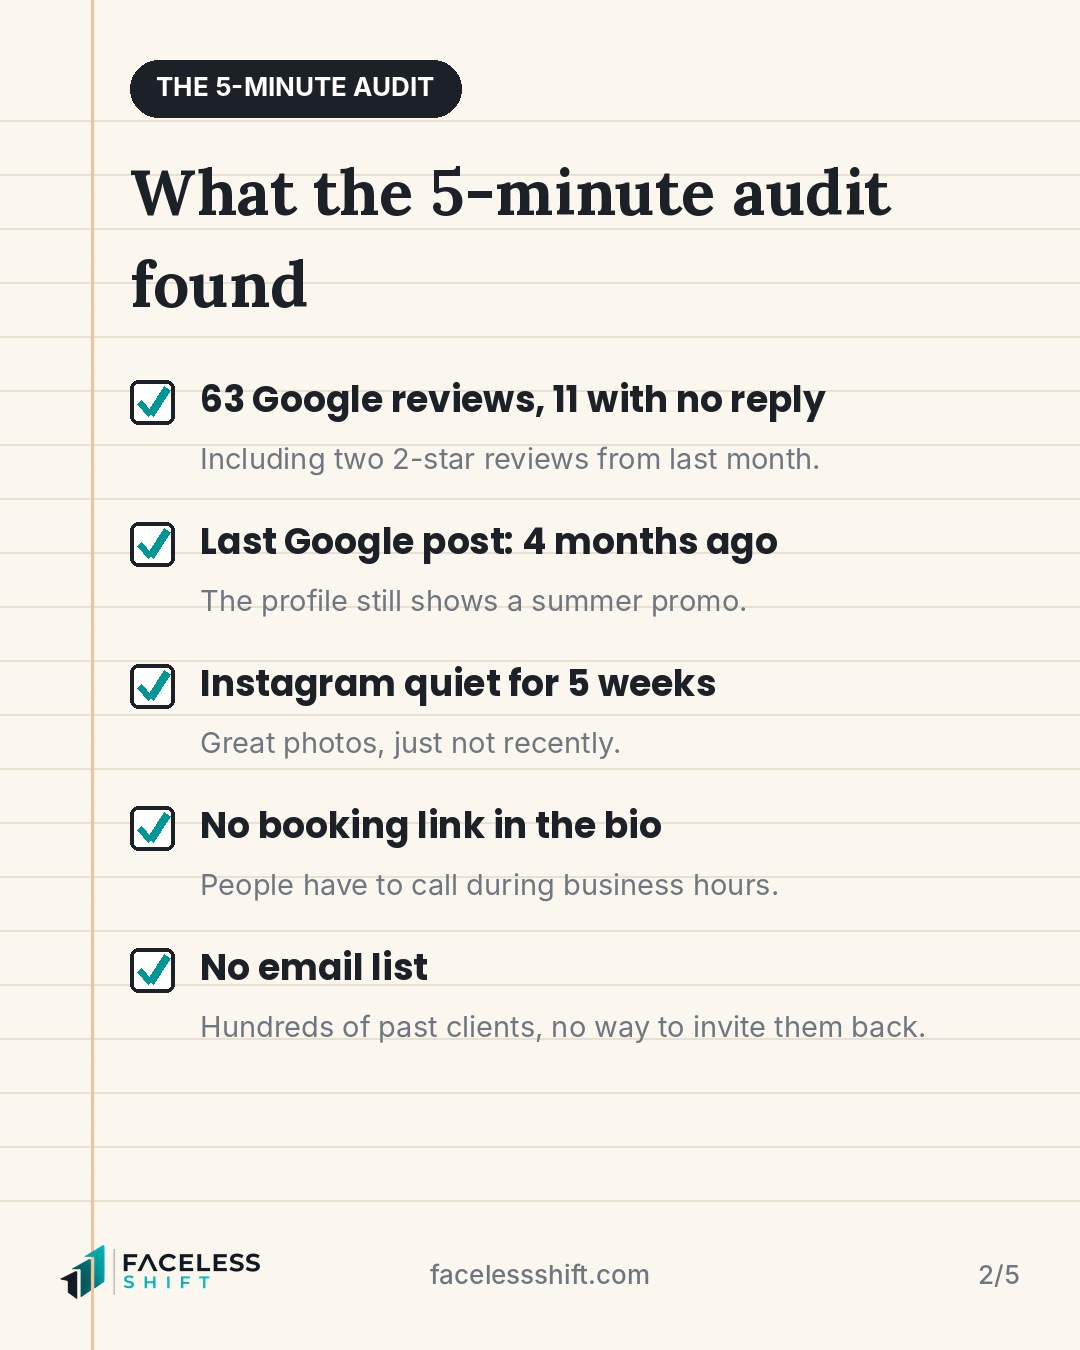 THE 5-MINUTE AUDIT
What the 5-minute audit
found
63 Google reviews, 11 with no reply
Including two 2-star reviews from last month.
Last Google post: 4 months ago
The profile still shows a summer promo.
Instagram quiet for 5 weeks
Great photos, just not recently.
No booking link in the bio
People have to call during business hours.
No email list
Hundreds of past clients, no way to invite them back.
FACELESS
SHIFT
facelessshift.com
2/5